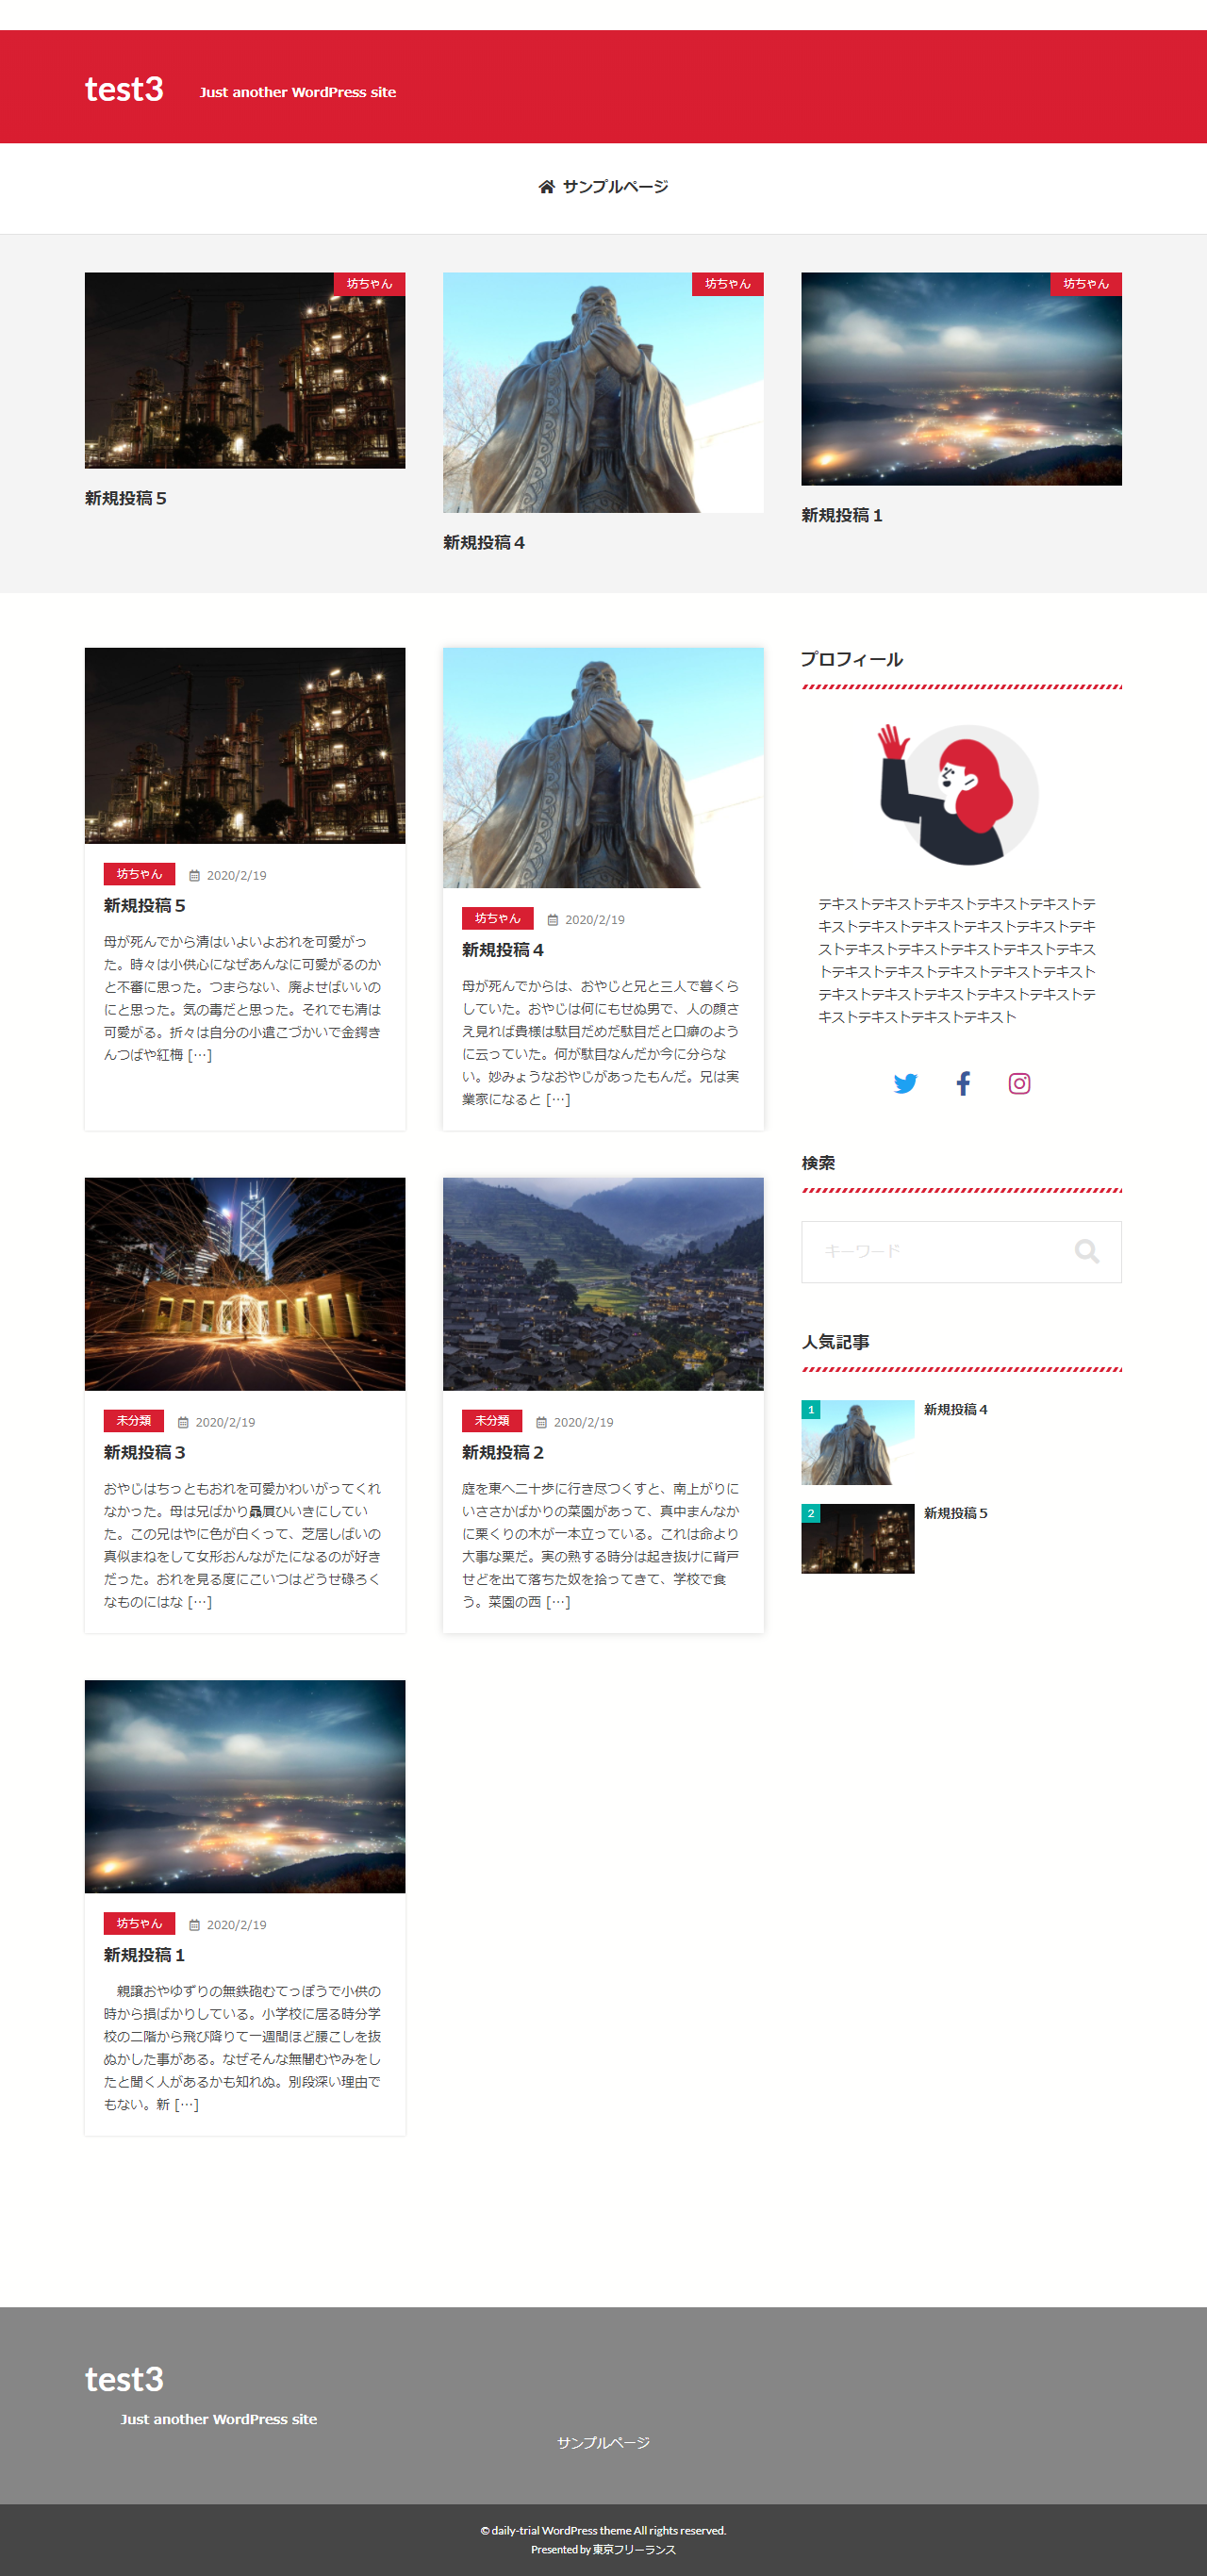 test3 Just another WordPress site
サンプルページ
坊ちゃん
坊ちゃん
坊ちゃん
新規投稿５
新規投稿４
新規投稿１
坊ちゃん 2020/2/19
新規投稿５
母が死んでから清はいよいよおれを可愛がっ
た。時々は小供心になぜあんなに可愛がるのか
と不審に思った。つまらない、廃よせばいいの
にと思った。気の毒だと思った。それでも清は
可愛がる。折々は自分の小遣こづかいで金鍔き
んつばや紅梅 […]
坊ちゃん 2020/2/19
新規投稿４
母が死んでからは、おやじと兄と三人で暮くら
していた。おやじは何にもせぬ男で、人の顔さ
え見れば貴様は駄目だめだ駄目だと口癖のよう
に云っていた。何が駄目なんだか今に分らな
い。妙みょうなおやじがあったもんだ。兄は実
業家になると […]
未分類 2020/2/19
新規投稿３
おやじはちっともおれを可愛かわいがってくれ
なかった。母は兄ばかり贔屓ひいきにしてい
た。この兄はやに色が白くって、芝居しばいの
真似まねをして女形おんながたになるのが好き
だった。おれを見る度にこいつはどうせ碌ろく
なものにはな […]
未分類 2020/2/19
新規投稿２
庭を東へ二十歩に行き尽つくすと、南上がりに
いささかばかりの菜園があって、真中まんなか
に栗くりの木が一本立っている。これは命より
大事な栗だ。実の熟する時分は起き抜けに背戸
せどを出て落ちた奴を拾ってきて、学校で食
う。菜園の西 […]
坊ちゃん 2020/2/19
新規投稿１
　親譲おやゆずりの無鉄砲むてっぽうで小供の
時から損ばかりしている。小学校に居る時分学
校の二階から飛び降りて一週間ほど腰こしを抜
ぬかした事がある。なぜそんな無闇むやみをし
たと聞く人があるかも知れぬ。別段深い理由で
もない。新 […]
プロフィール
テキストテキストテキストテキストテキストテ
キストテキストテキストテキストテキストテキ
ストテキストテキストテキストテキストテキス
トテキストテキストテキストテキストテキスト
テキストテキストテキストテキストテキストテ
キストテキストテキストテキスト
検索
キーワード
人気記事
1 新規投稿４
2 新規投稿５
test3
Just another WordPress site
サンプルページ
© daily-trial WordPress theme All rights reserved.
Presented by 東京フリーランス